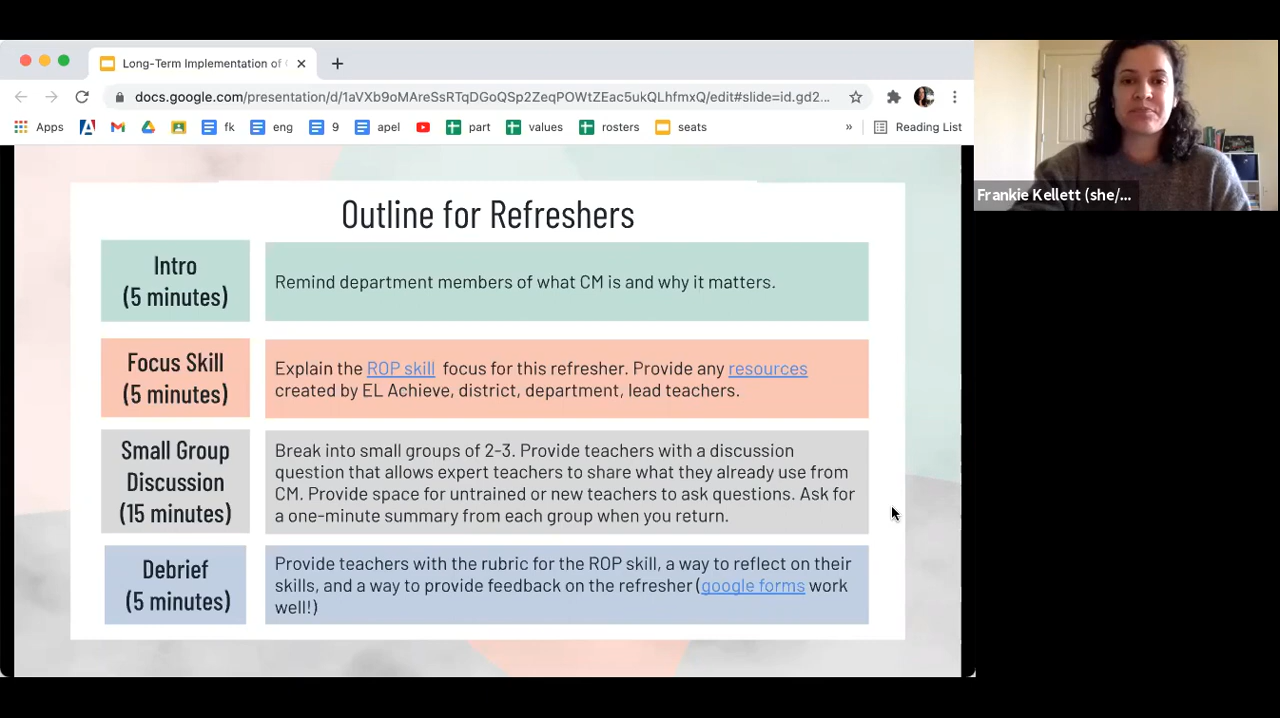 Long-Term Implementation of
docs.google.com/presentation/d/1aVXb9oMAreSsRTqDGoQSp2ZeqPOWtZEac5ukQLhfmxQ/edit#slide=id.gd2...
Apps
fk
eng
9
apel
part
values
rosters
seats
»
Reading List
Frankie Kellett (she/...
Outline for Refreshers
Intro
(5 minutes)
Remind department members of what CM is and why it matters.
Focus Skill
(5 minutes)
Explain the ROP skill focus for this refresher. Provide any resources
created by EL Achieve, district, department, lead teachers.
Small Group
Discussion
(15 minutes)
Break into small groups of 2-3. Provide teachers with a discussion
question that allows expert teachers to share what they already use from
CM. Provide space for untrained or new teachers to ask questions. Ask for
a one-minute summary from each group when you return.
Debrief
(5 minutes)
Provide teachers with the rubric for the ROP skill, a way to reflect on their
skills, and a way to provide feedback on the refresher (google forms work
well!)